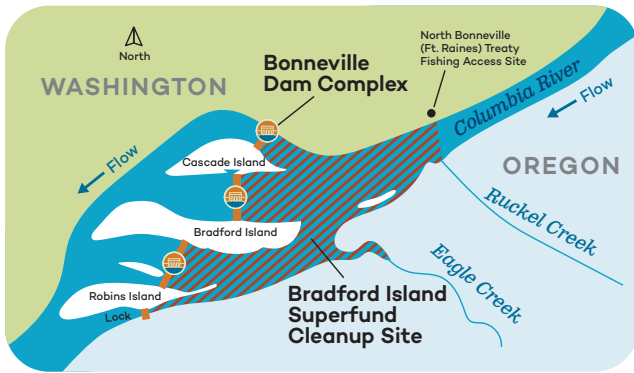 North
WASHINGTON
Bonneville
Dam Complex
North Bonneville
(Ft. Raines) Treaty
Fishing Access Site
Columbia River
Flow
OREGON
Flow
Cascade Island
Bradford Island
Robins Island
Lock
Ruckel Creek
Eagle Creek
Bradford Island
Superfund
Cleanup Site